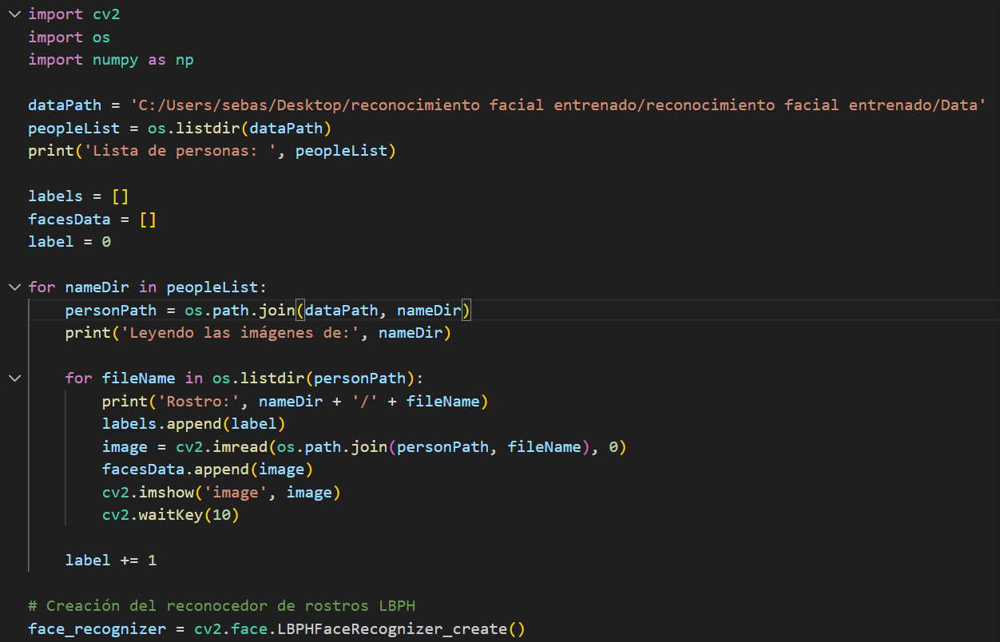 import cv2
import os
import numpy as np
dataPath = 'C:/Users/sebas/Desktop/reconocimiento facial entrenado/reconocimiento facial entrenado/Data'
peopleList = os.listdir(dataPath)
print('Lista de personas: ', peopleList)
labels = []
facesData = []
label = 0
for nameDir in peopleList:
    personPath = os.path.join(dataPath, nameDir)
    print('Leyendo las imágenes de:', nameDir)
    for fileName in os.listdir(personPath):
        print('Rostro:', nameDir + '/' + fileName)
        labels.append(label)
        image = cv2.imread(os.path.join(personPath, fileName), 0)
        facesData.append(image)
        cv2.imshow('image', image)
        cv2.waitKey(10)
    label += 1
# Creación del reconocedor de rostros LBPH
face_recognizer = cv2.face.LBPHFaceRecognizer_create()